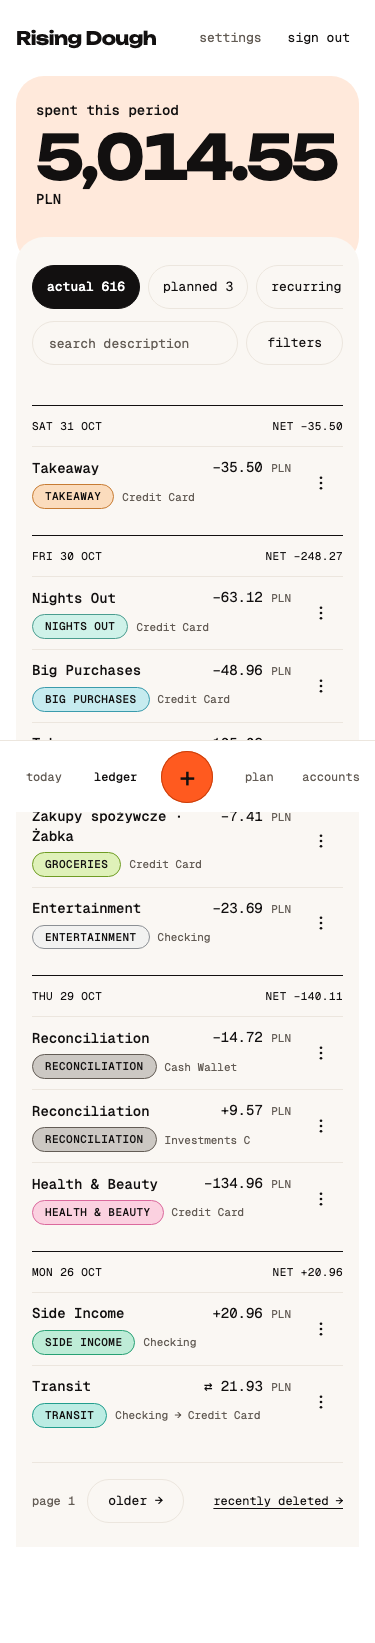 Rising Dough settings sign out
spent this period
5,014.55
PLN
actual 616 planned 3 recurring
search description filters
SAT 31 OCT NET −35.50
Takeaway −35.50 PLN
TAKEAWAY Credit Card
FRI 30 OCT NET −248.27
Nights Out −63.12 PLN
NIGHTS OUT Credit Card
Big Purchases −48.96 PLN
BIG PURCHASES Credit Card
today ledger + plan accounts
Zakupy spożywcze · −7.41 PLN
Żabka
GROCERIES Credit Card
Entertainment −23.69 PLN
ENTERTAINMENT Checking
THU 29 OCT NET −140.11
Reconciliation −14.72 PLN
RECONCILIATION Cash Wallet
Reconciliation +9.57 PLN
RECONCILIATION Investments C
Health & Beauty −134.96 PLN
HEALTH & BEAUTY Credit Card
MON 26 OCT NET +20.96
Side Income +20.96 PLN
SIDE INCOME Checking
Transit ⇄ 21.93 PLN
TRANSIT Checking → Credit Card
page 1 older → recently deleted →